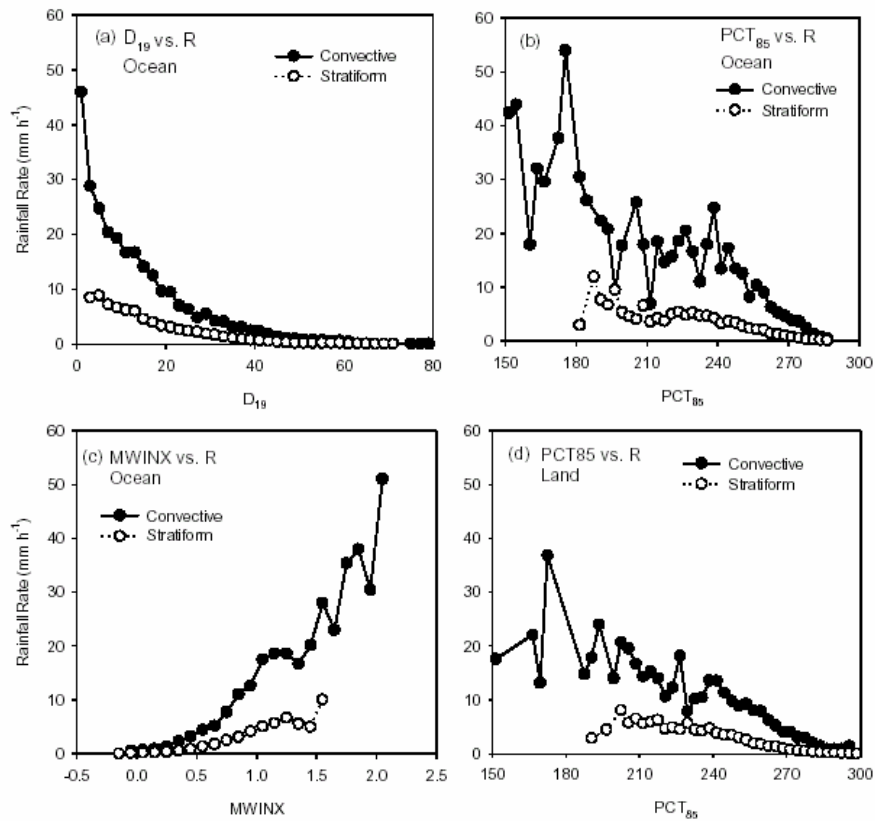 (a) D19 vs. R
Ocean
Convective
Stratiform
Rainfall Rate (mm h-1)
60
50
40
30
20
10
0
0 20 40 60 80
D19
(b) PCT85 vs. R
Ocean
Convective
Stratiform
60
50
40
30
20
10
0
150 180 210 240 270 300
PCT85
(c) MWINX vs. R
Ocean
Convective
Stratiform
Rainfall Rate (mm h-1)
60
50
40
30
20
10
0
-0.5 0.0 0.5 1.0 1.5 2.0 2.5
MWINX
(d) PCT85 vs. R
Land
Convective
Stratiform
60
50
40
30
20
10
0
150 180 210 240 270 300
PCT85